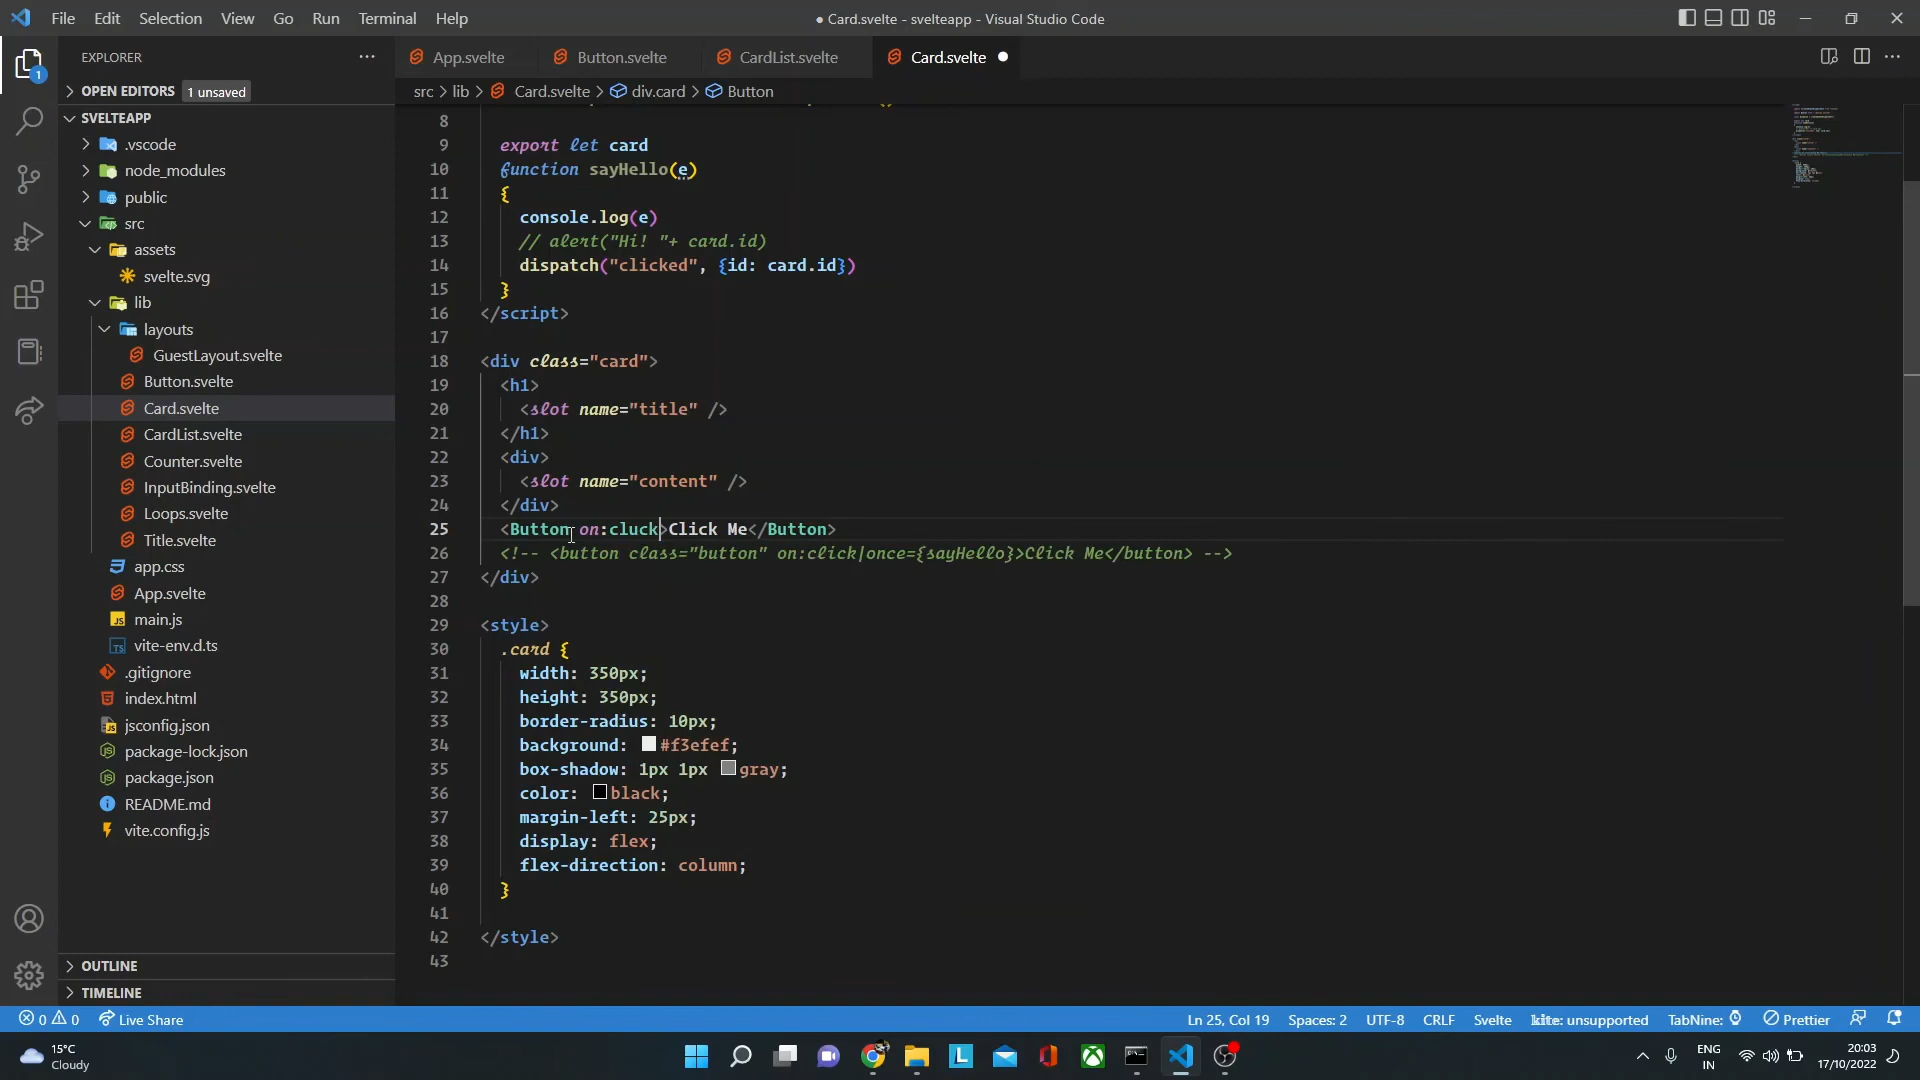 File Edit Selection View Go Run Terminal Help
● Card.svelte - svelteapp - Visual Studio Code
EXPLORER
OPEN EDITORS 1 unsaved
SVELTEAPP
.vscode
node_modules
public
src
assets
svelte.svg
lib
layouts
GuestLayout.svelte
Button.svelte
Card.svelte
CardList.svelte
Counter.svelte
InputBinding.svelte
Loops.svelte
Title.svelte
app.css
App.svelte
main.js
vite-env.d.ts
.gitignore
index.html
jsconfig.json
package-lock.json
package.json
README.md
vite.config.js
OUTLINE
TIMELINE
1
App.svelte Button.svelte CardList.svelte Card.svelte
src > lib > Card.svelte > div.card > Button
8
9 export let card
10 function sayHello(e)
11 {
12 console.log(e)
13 // alert("Hi! "+ card.id)
14 dispatch("clicked", {id: card.id})
15 }
16 </script>
17
18 <div class="card">
19 <h1>
20 <slot name="title" />
21 </h1>
22 <div>
23 <slot name="content" />
24 </div>
25 <Button on:cluck>Click Me</Button>
26 <!-- <button class="button" on:click|once={sayHello}>Click Me</button> -->
27 </div>
28
29 <style>
30 .card {
31 width: 350px;
32 height: 350px;
33 border-radius: 10px;
34 background: #f3efef;
35 box-shadow: 1px 1px gray;
36 color: black;
37 margin-left: 25px;
38 display: flex;
39 flex-direction: column;
40 }
41
42 </style>
43
0 0 Live Share
Ln 25, Col 19 Spaces: 2 UTF-8 CRLF Svelte kite: unsupported TabNine: Prettier
15°C
Cloudy
L
ENG
IN
20:03
17/10/2022